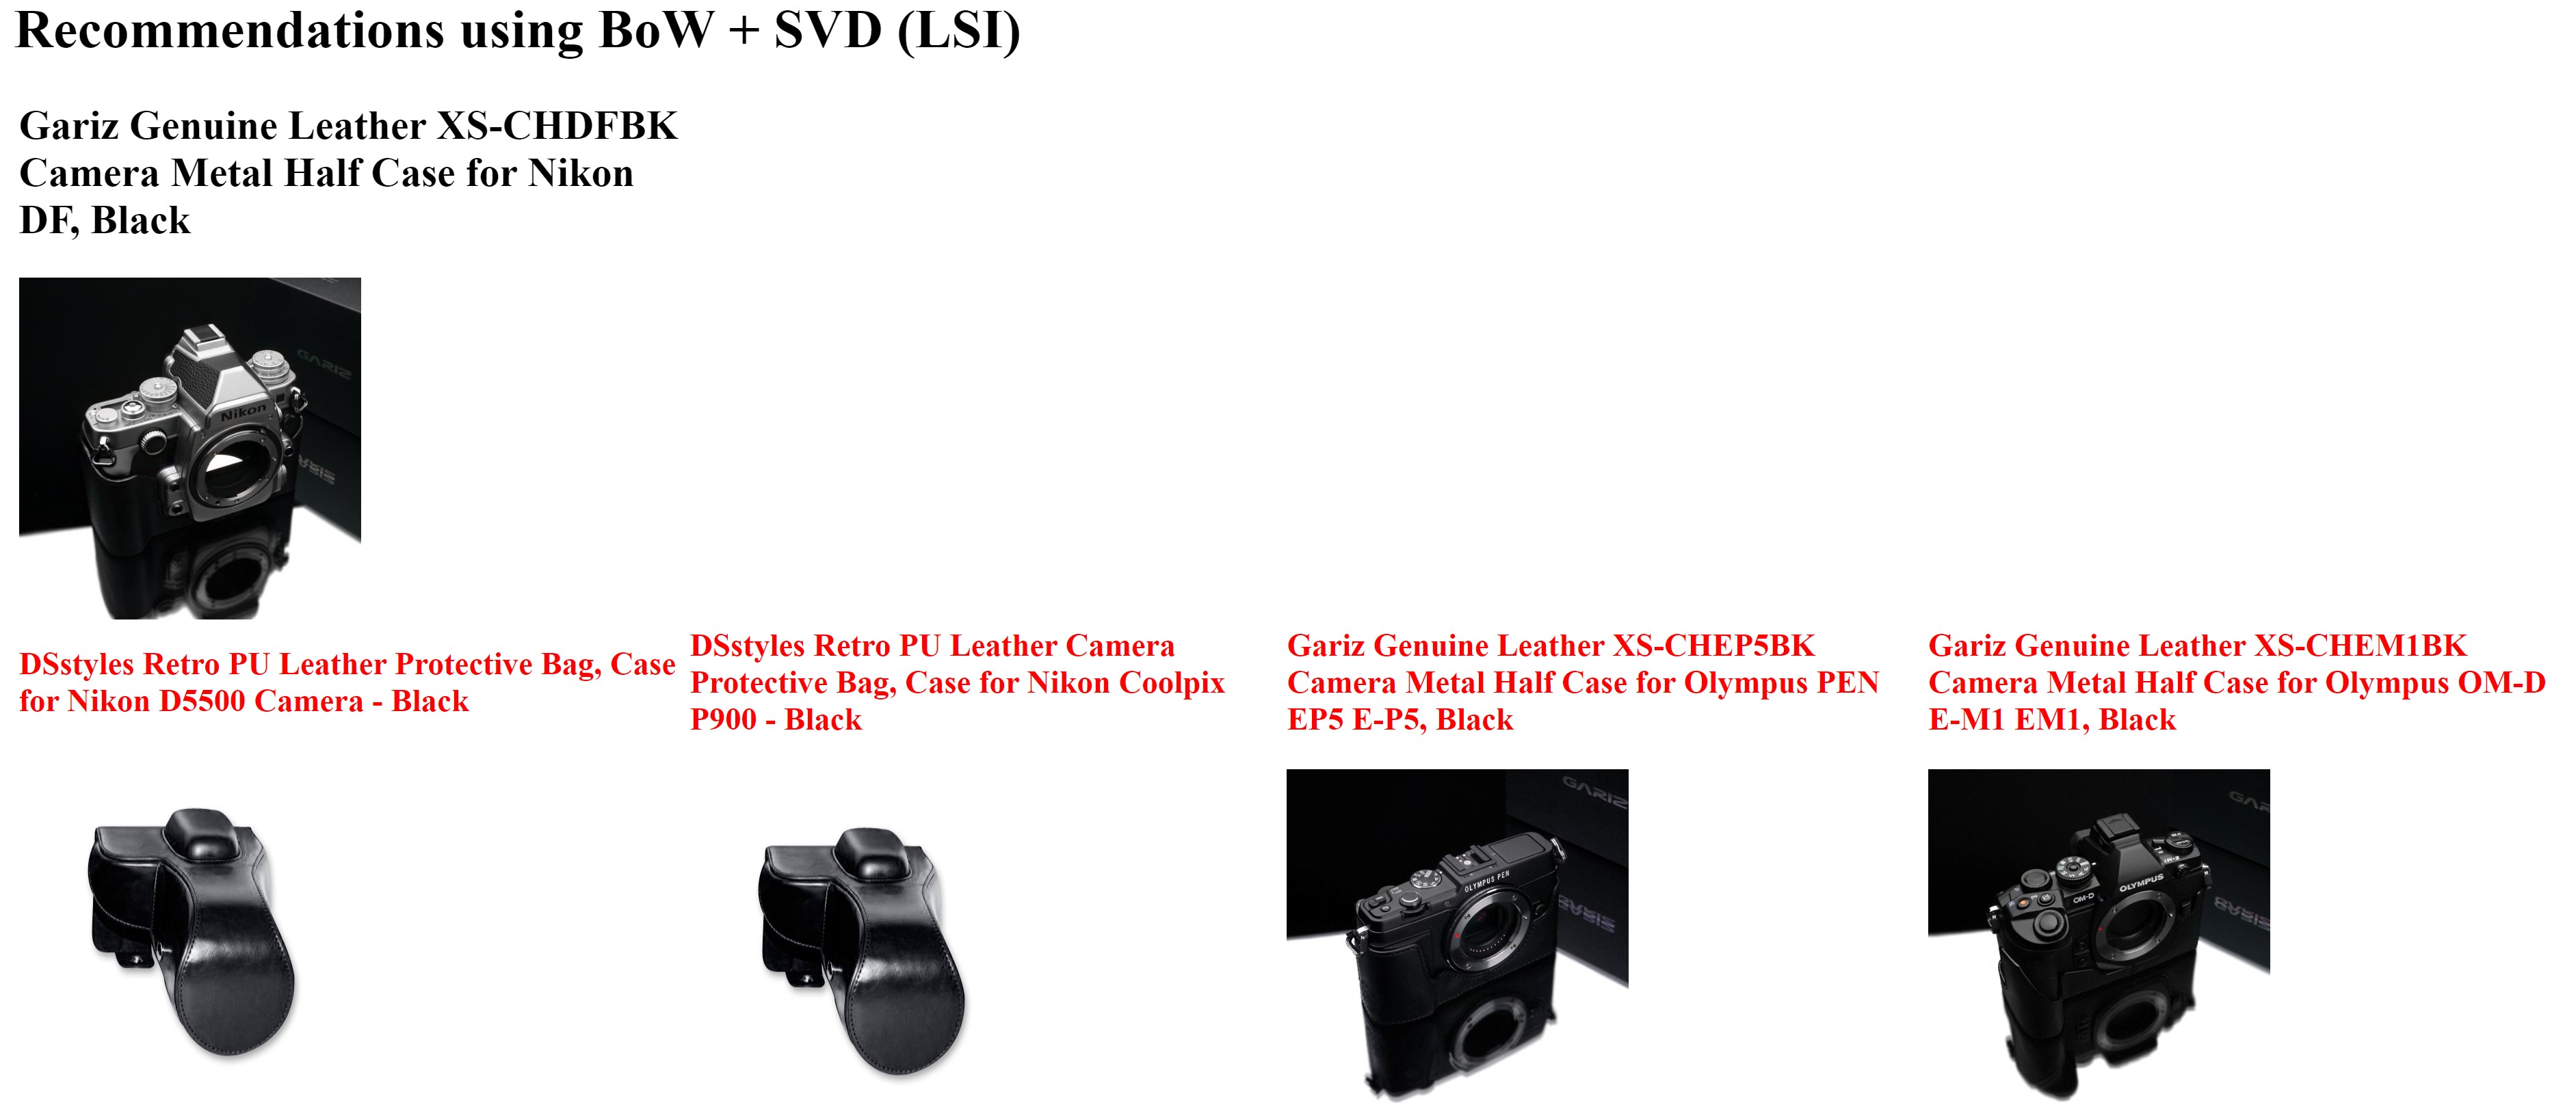 Recommendations using BoW + SVD (LSI)
Gariz Genuine Leather XS-CHDFBK
Camera Metal Half Case for Nikon
DF, Black
GARIZ
Nikon
GARIZ
DSstyles Retro PU Leather Protective Bag, Case
for Nikon D5500 Camera - Black
DSstyles Retro PU Leather Camera
Protective Bag, Case for Nikon Coolpix
P900 - Black
Gariz Genuine Leather XS-CHEP5BK
Camera Metal Half Case for Olympus PEN
EP5 E-P5, Black
Gariz Genuine Leather XS-CHEM1BK
Camera Metal Half Case for Olympus OM-D
E-M1 EM1, Black
GARIZ
OLYMPUS PEN
GARIZ
OLYMPUS
OM-D
GARIZ